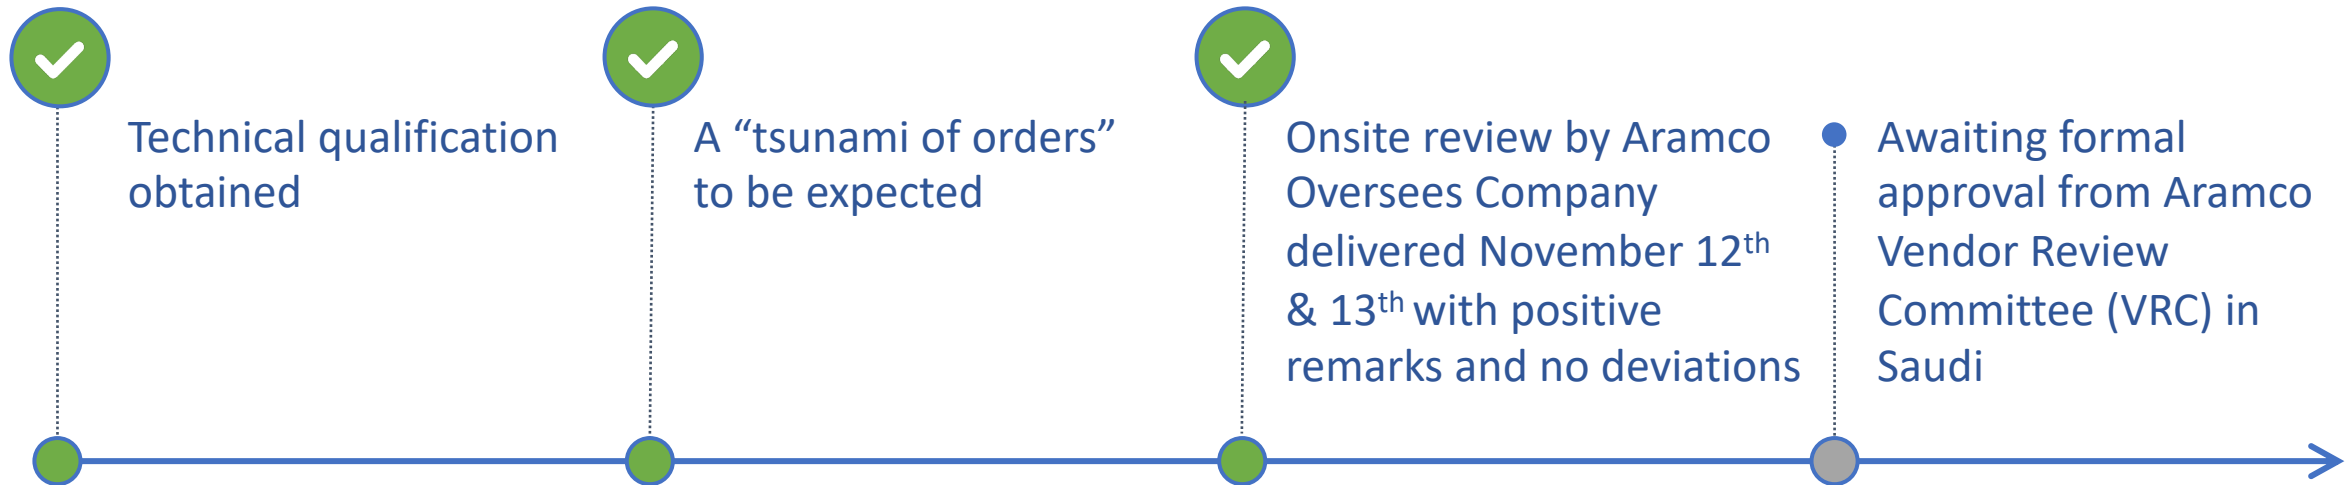 Technical qualification
obtained
A “tsunami of orders”
to be expected
Onsite review by Aramco
Oversees Company
delivered November 12th
& 13th with positive
remarks and no deviations
Awaiting formal
approval from Aramco
Vendor Review
Committee (VRC) in
Saudi